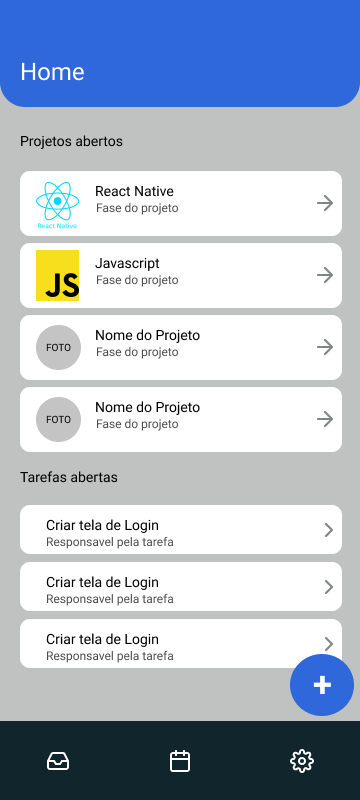 Home
Projetos abertos
React Native
Fase do projeto
React Native
Javascript
Fase do projeto
JS
Nome do Projeto
Fase do projeto
FOTO
Nome do Projeto
Fase do projeto
FOTO
Tarefas abertas
Criar tela de Login
Responsavel pela tarefa
Criar tela de Login
Responsavel pela tarefa
Criar tela de Login
Responsavel pela tarefa
+